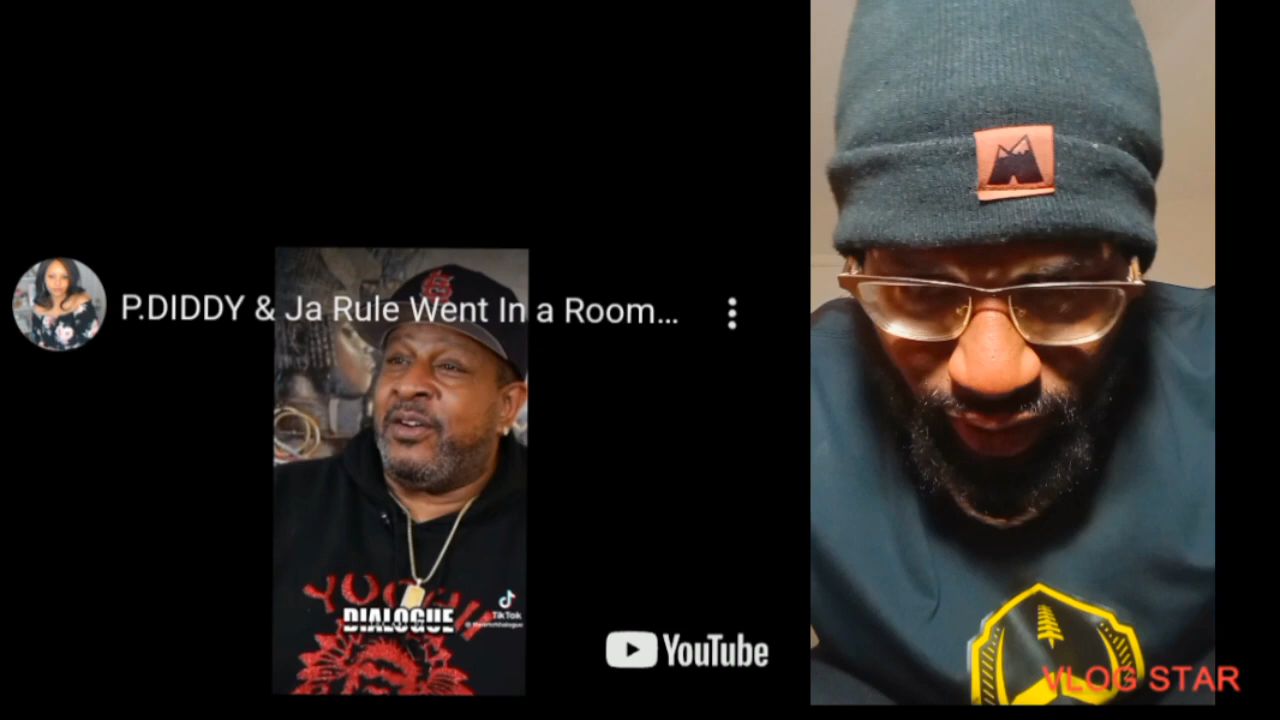 P.DIDDY & Ja Rule Went In a Room...
DIALOGUE
TikTok
YouTube
VLOG STAR